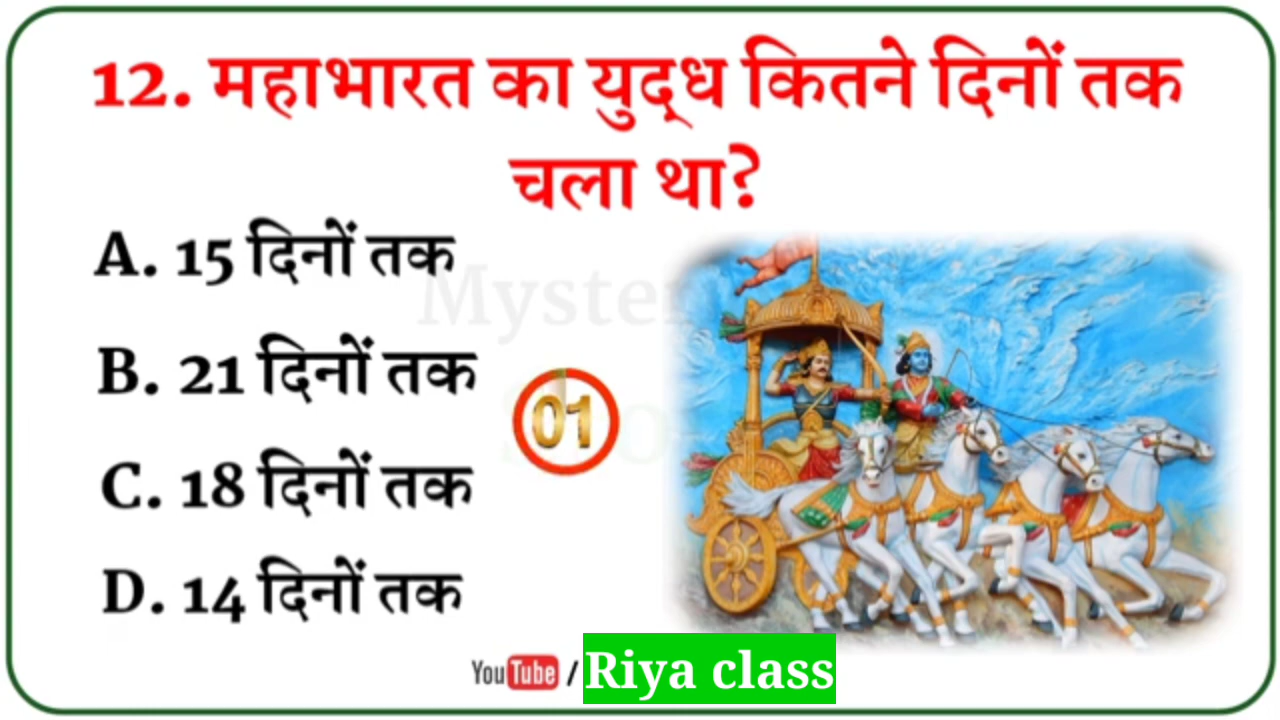 12. महाभारत का युद्ध कितने दिनों तक
चला था?
A. 15 दिनों तक
B. 21 दिनों तक
01
C. 18 दिनों तक
D. 14 दिनों तक
YouTube / Riya class